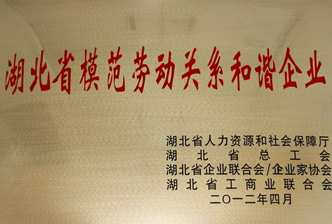 湖北省模范劳动关系和谐企业
湖北省人力资源和社会保障厅
湖北省总工会
湖北省企业联合会/企业家协会
湖北省工商业联合会
二〇一二年四月